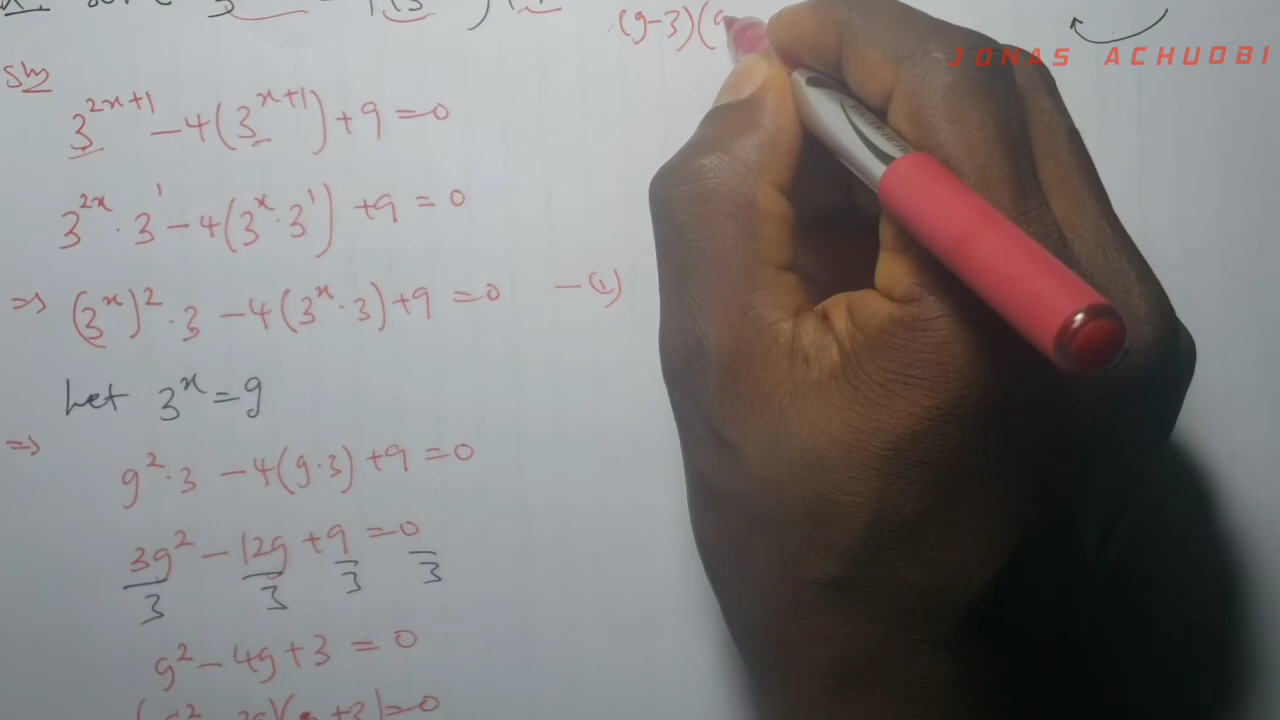 (g-3)(g
JONAS ACHUOBI
Sln
3^{2x+1} - 4(3^{x+1}) + 9 = 0
3^{2x} · 3^1 - 4(3^x · 3^1) + 9 = 0
=> (3^x)^2 · 3 - 4(3^x · 3) + 9 = 0 - (1)
Let 3^x = g
=> g^2 · 3 - 4(g · 3) + 9 = 0
3g^2/3 - 12g/3 + 9/3 = 0/3
g^2 - 4g + 3 = 0